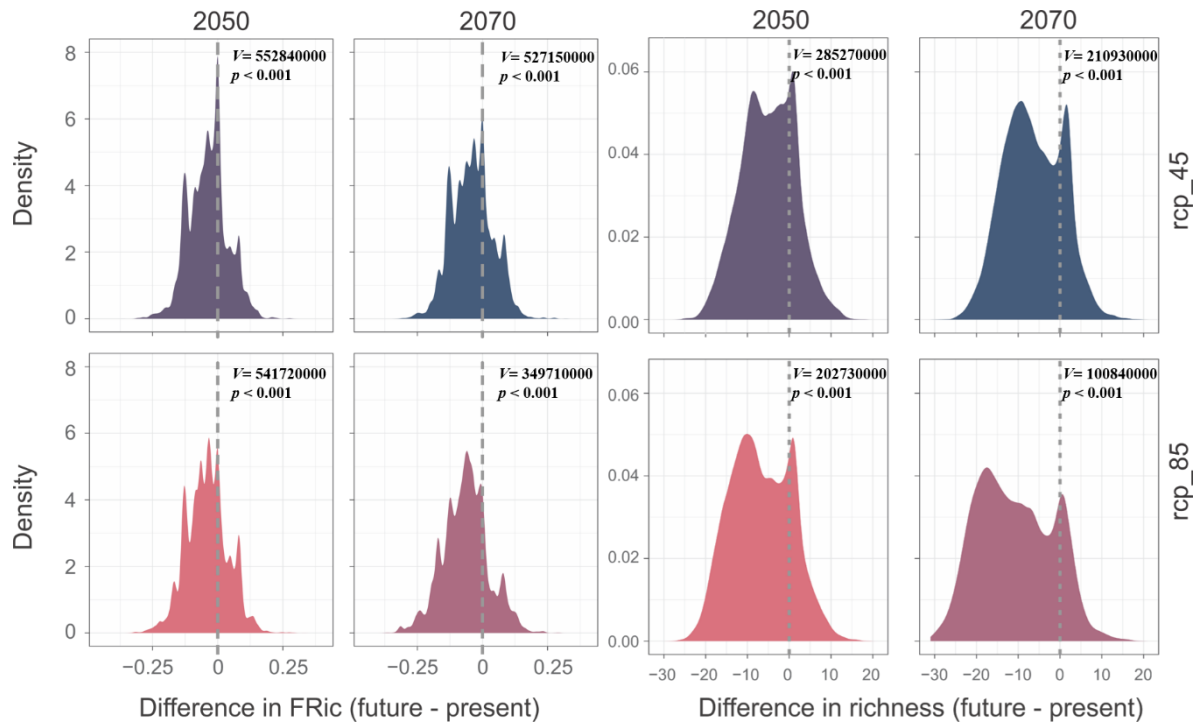 2050
2070
2050
2070
8
6
4
2
0
Density
V= 552840000
p < 0.001
V= 527150000
p < 0.001
0.06
0.04
0.02
0.00
V= 285270000
p < 0.001
V= 210930000
p < 0.001
rcp_45
8
6
4
2
0
Density
V= 541720000
p < 0.001
V= 349710000
p < 0.001
0.06
0.04
0.02
0.00
V= 202730000
p < 0.001
V= 100840000
p < 0.001
rcp_85
−0.25 0 0.25
−0.25 0 0.25
−30 −20 −10 0 10 20
−30 −20 −10 0 10 20
Difference in FRic (future - present)
Difference in richness (future - present)